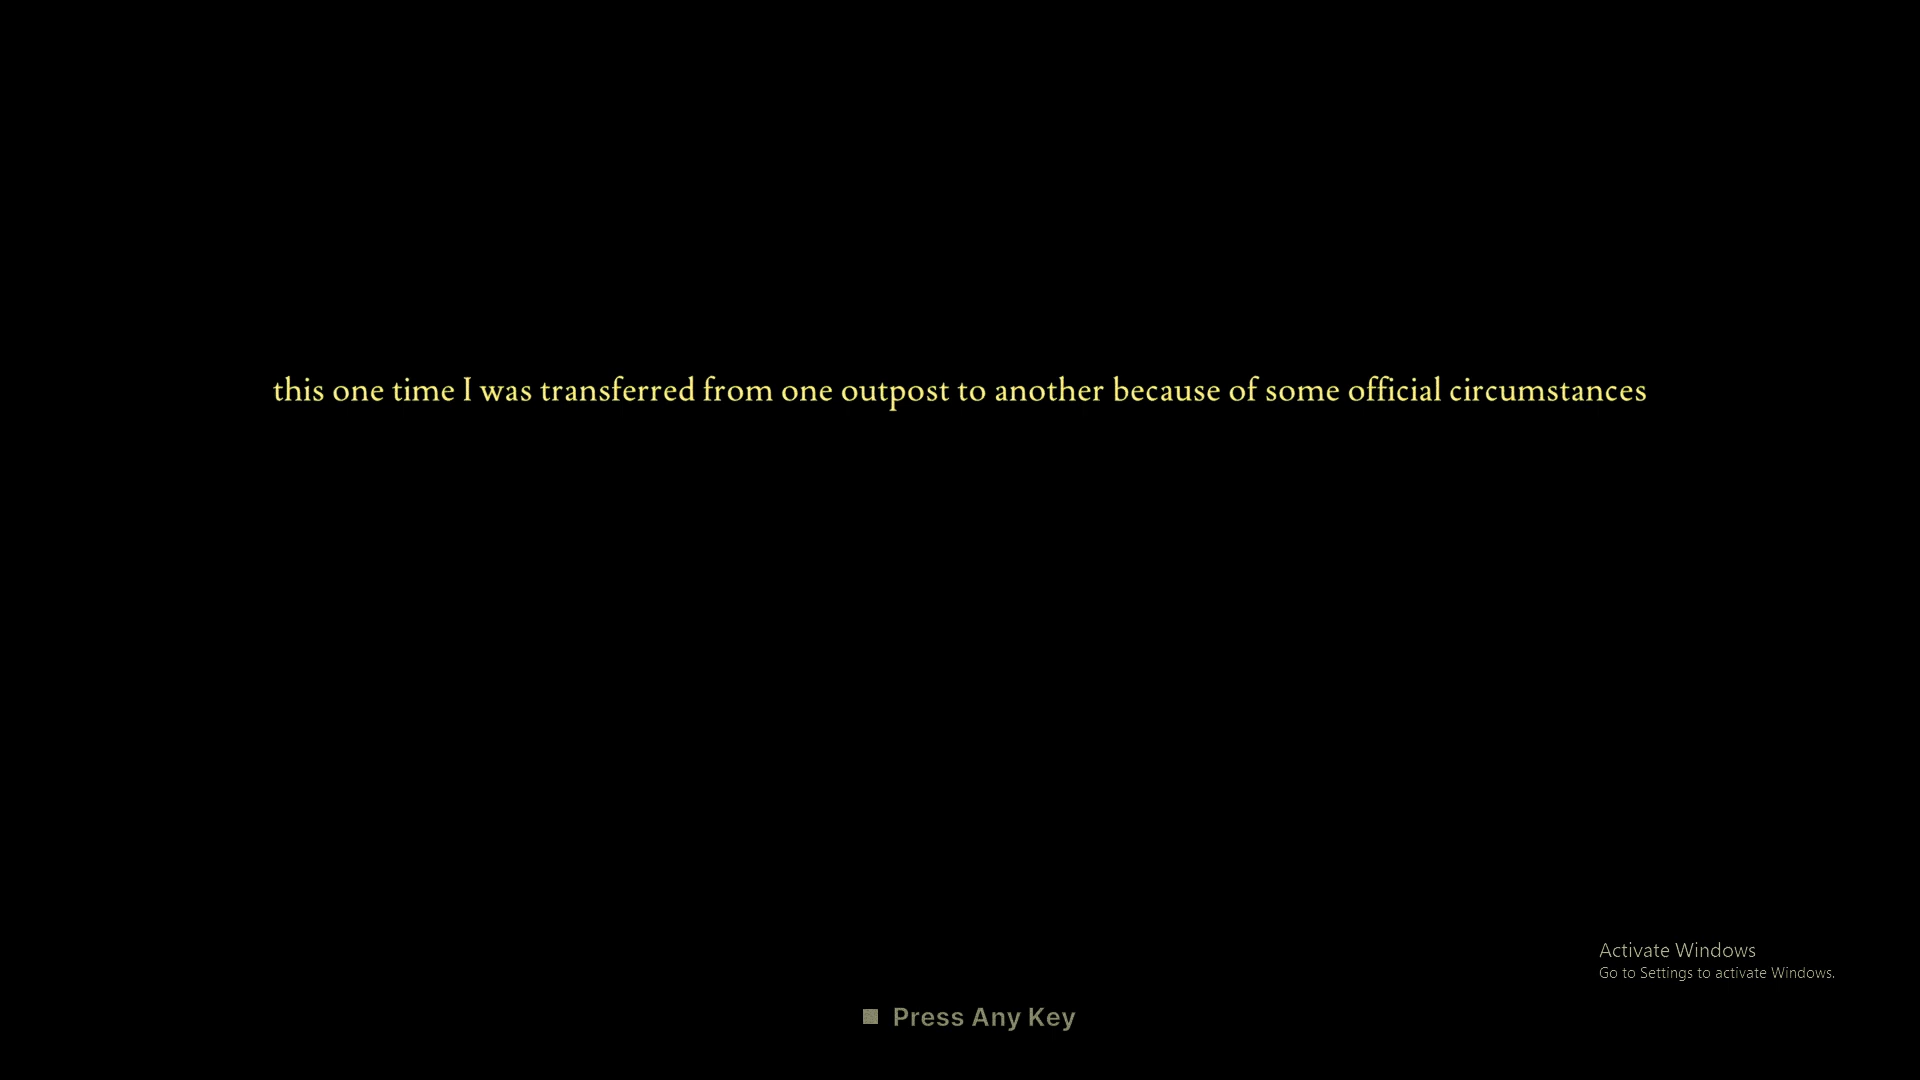 this one time I was transferred from one outpost to another because of some official circumstances
Activate Windows
Go to Settings to activate Windows.
Press Any Key